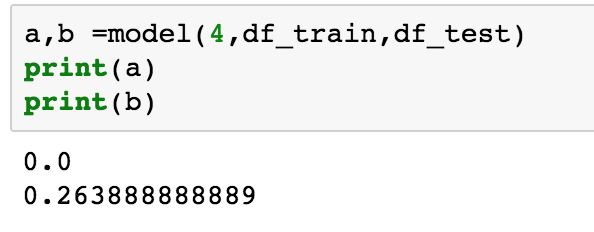 a,b =model(4,df_train,df_test)
print(a)
print(b)
0.0
0.263888888889